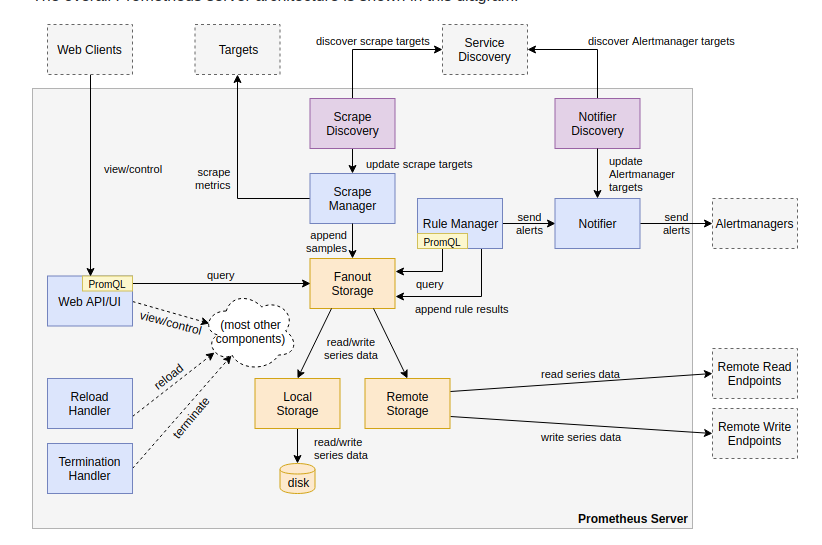 The overall Prometheus server architecture is shown in this diagram:
Web Clients
Targets
discover scrape targets
Service
Discovery
discover Alertmanager targets
Scrape
Discovery
Notifier
Discovery
view/control
scrape
metrics
update scrape targets
update
Alertmanager
targets
Scrape
Manager
Rule Manager
PromQL
send
alerts
Notifier
send
alerts
Alertmanagers
append
samples
PromQL
Web API/UI
query
Fanout
Storage
query
append rule results
view/control
(most other
components)
read/write
series data
reload
terminate
Reload
Handler
Local
Storage
Remote
Storage
read series data
Remote Read
Endpoints
write series data
Remote Write
Endpoints
Termination
Handler
read/write
series data
disk
Prometheus Server